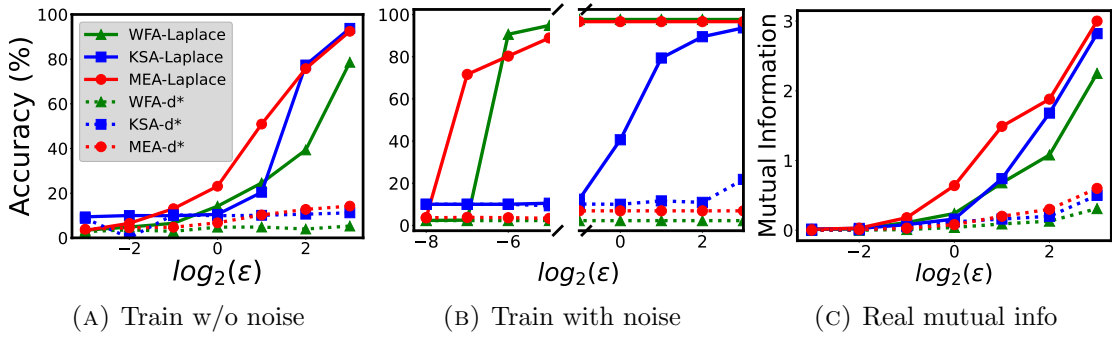 Accuracy (%)
100
80
60
40
20
0
WFA-Laplace
KSA-Laplace
MEA-Laplace
WFA-d*
KSA-d*
MEA-d*
−2 0 2
log₂(ε)
(A) Train w/o noise
100
80
60
40
20
0
−8 −6 0 2
log₂(ε)
(B) Train with noise
Mutual Information
3
2
1
0
−2 0 2
log₂(ε)
(C) Real mutual info